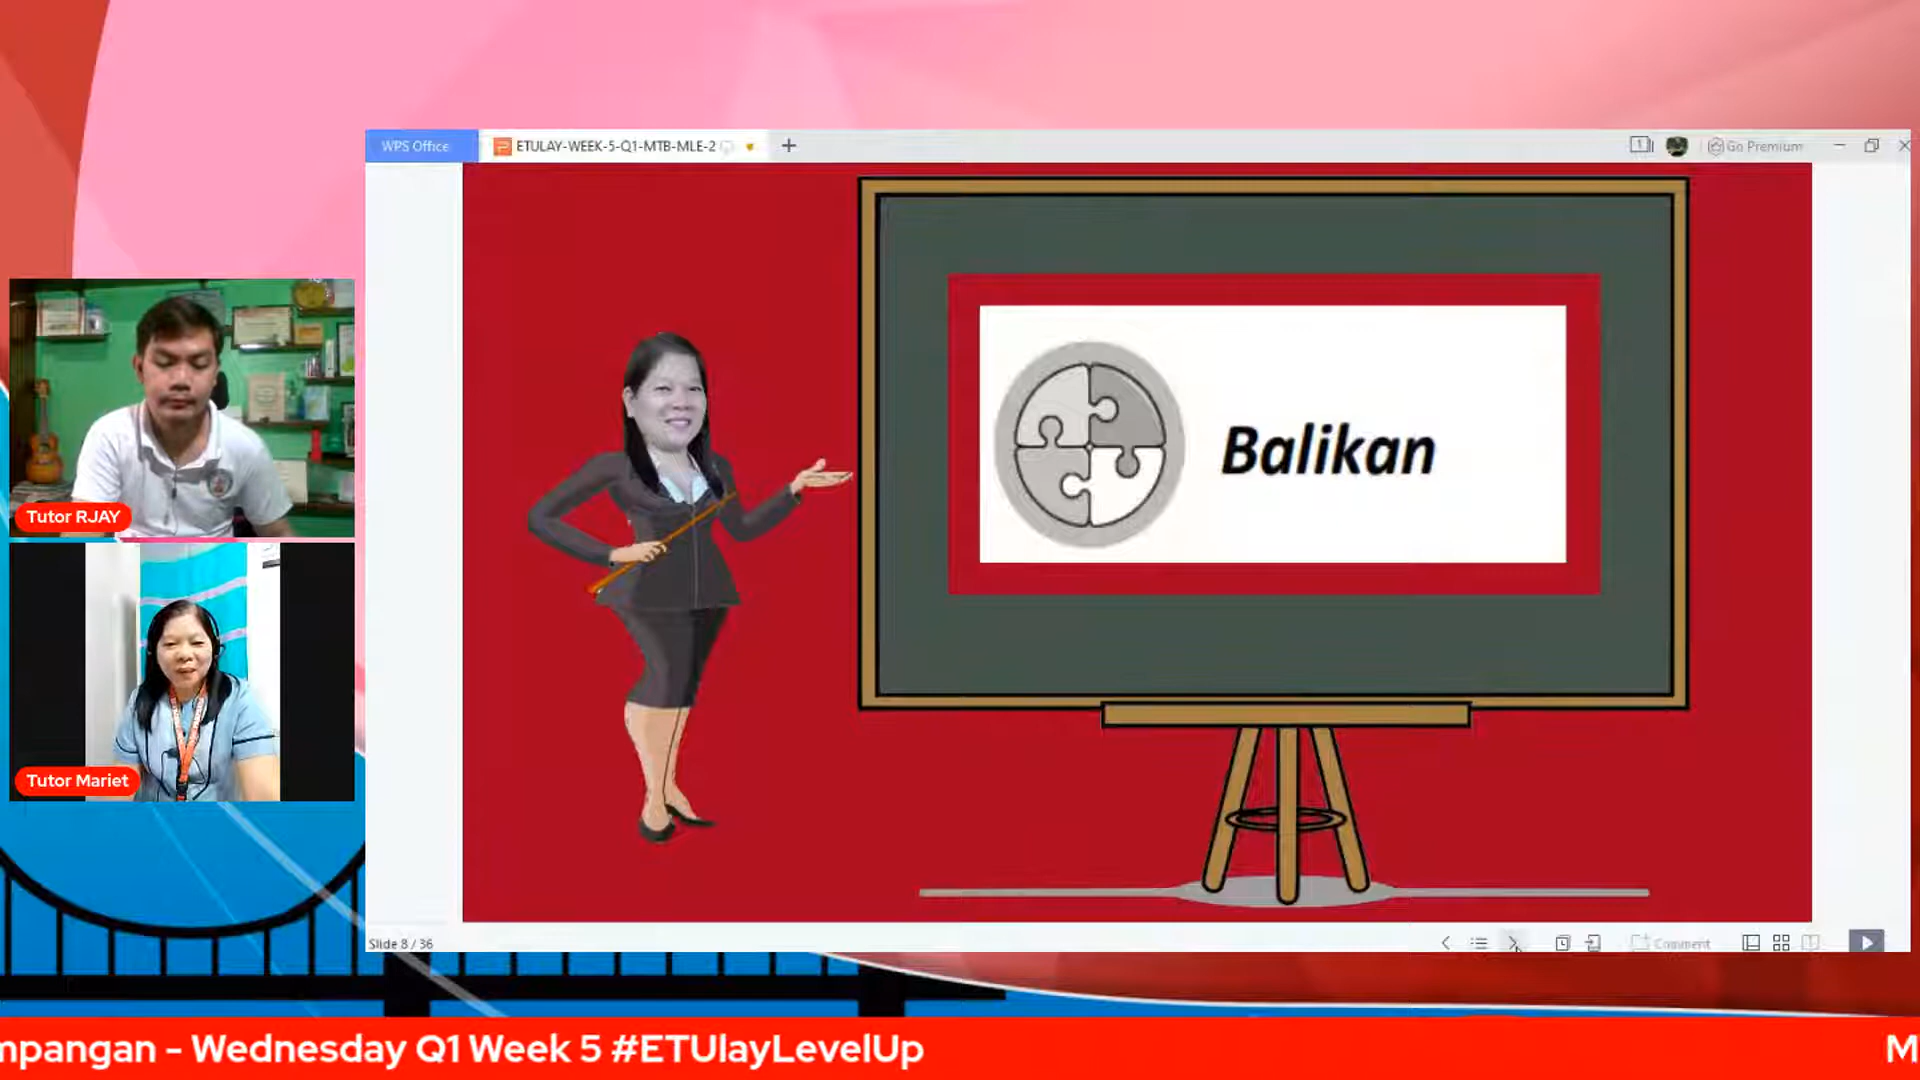 WPS Office
ETULAY-WEEK-5-Q1-MTB-MLE-2
Go Premium
Balikan
Tutor RJAY
Tutor Mariet
Slide 8 / 36
Comment
mpangan - Wednesday Q1 Week 5 #ETUlayLevelUp
M